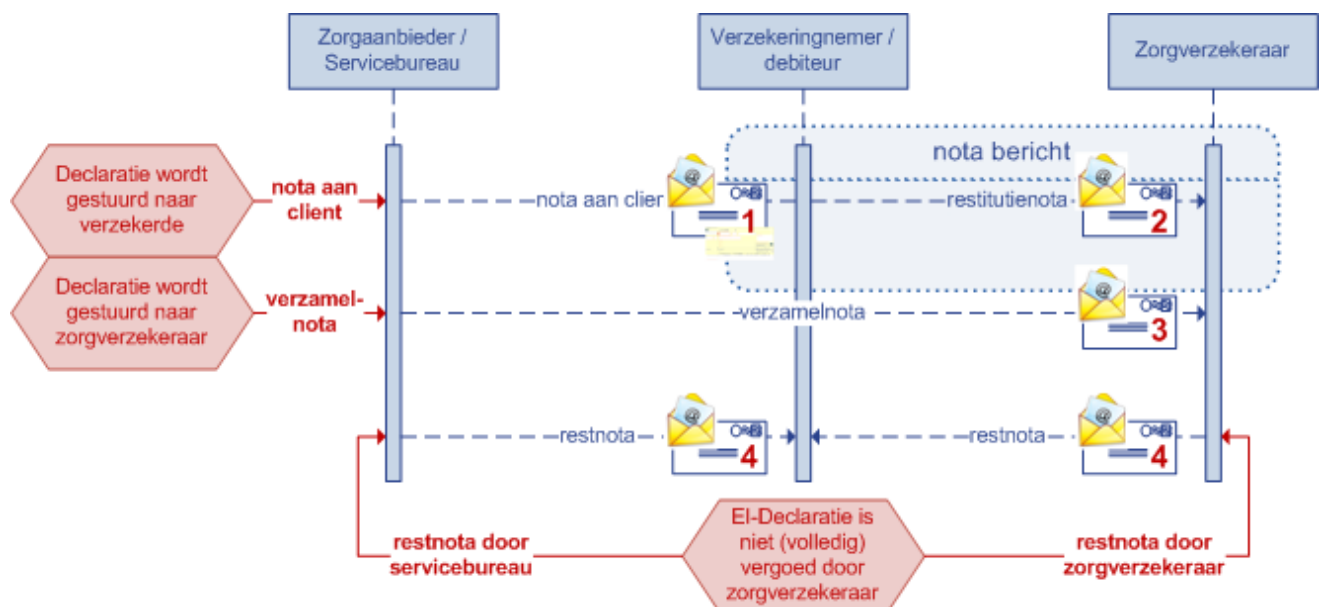 Zorgaanbieder /
Servicebureau
Verzekeringnemer /
debiteur
Zorgverzekeraar
nota bericht
Declaratie wordt
gestuurd naar
verzekerde
nota aan
client
nota aan clier
@
1
restitutienota
@
2
Declaratie wordt
gestuurd naar
zorgverzekeraar
verzamel-
nota
verzamelnota
@
3
restnota
@
4
restnota
@
4
restnota door
servicebureau
EI-Declaratie is
niet (volledig)
vergoed door
zorgverzekeraar
restnota door
zorgverzekeraar